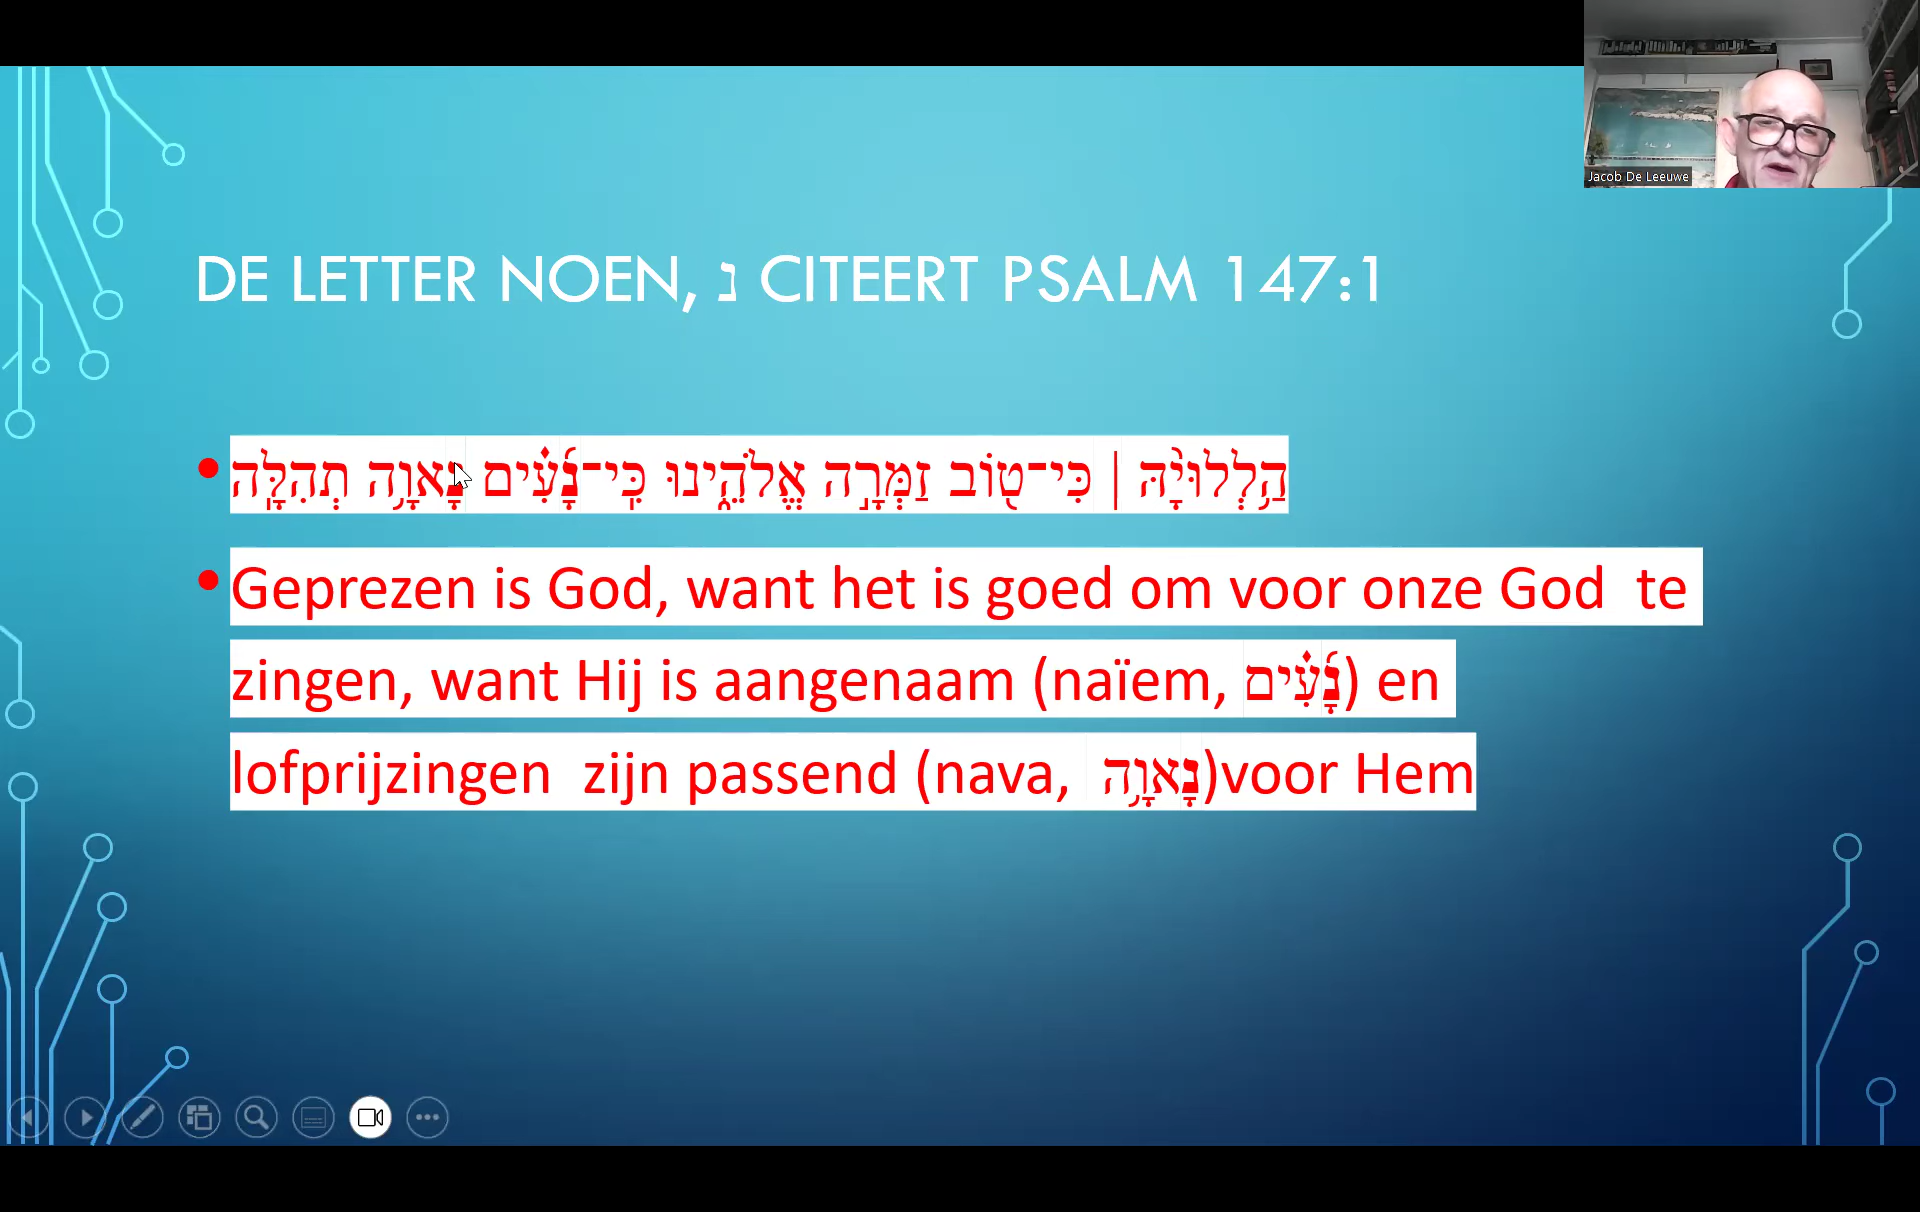 Jacob De Leeuwe
DE LETTER NOEN, נ CITEERT PSALM 147:1
הַ֥לְלוּיָ֨הּ | כִּי־ט֭וֹב זַמְּרָ֣ה אֱלֹהֵ֑ינוּ כִּֽי־נָ֝עִ֗ים נָאוָ֥ה תְהִלָּֽה
Geprezen is God, want het is goed om voor onze God te
zingen, want Hij is aangenaam (naïem, נָ֝עִ֗ים) en
lofprijzingen zijn passend (nava, נָאוָ֥ה)voor Hem